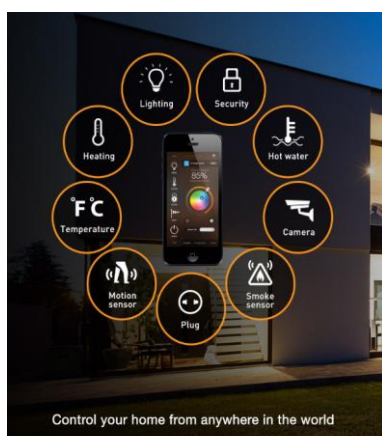 Lighting
Security
Heating
Hot water
°F°C
Temperature
Camera
Motion
sensor
Smoke
sensor
Plug
85%
Control your home from anywhere in the world